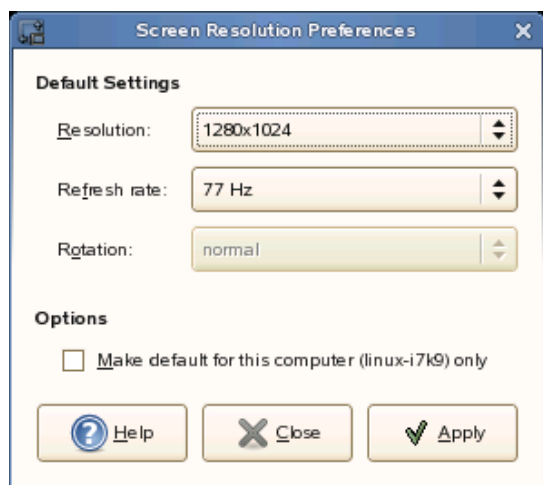 Screen Resolution Preferences
Default Settings
Resolution: 1280x1024
Refresh rate: 77 Hz
Rotation: normal
Options
Make default for this computer (linux-i7k9) only
Help Close Apply